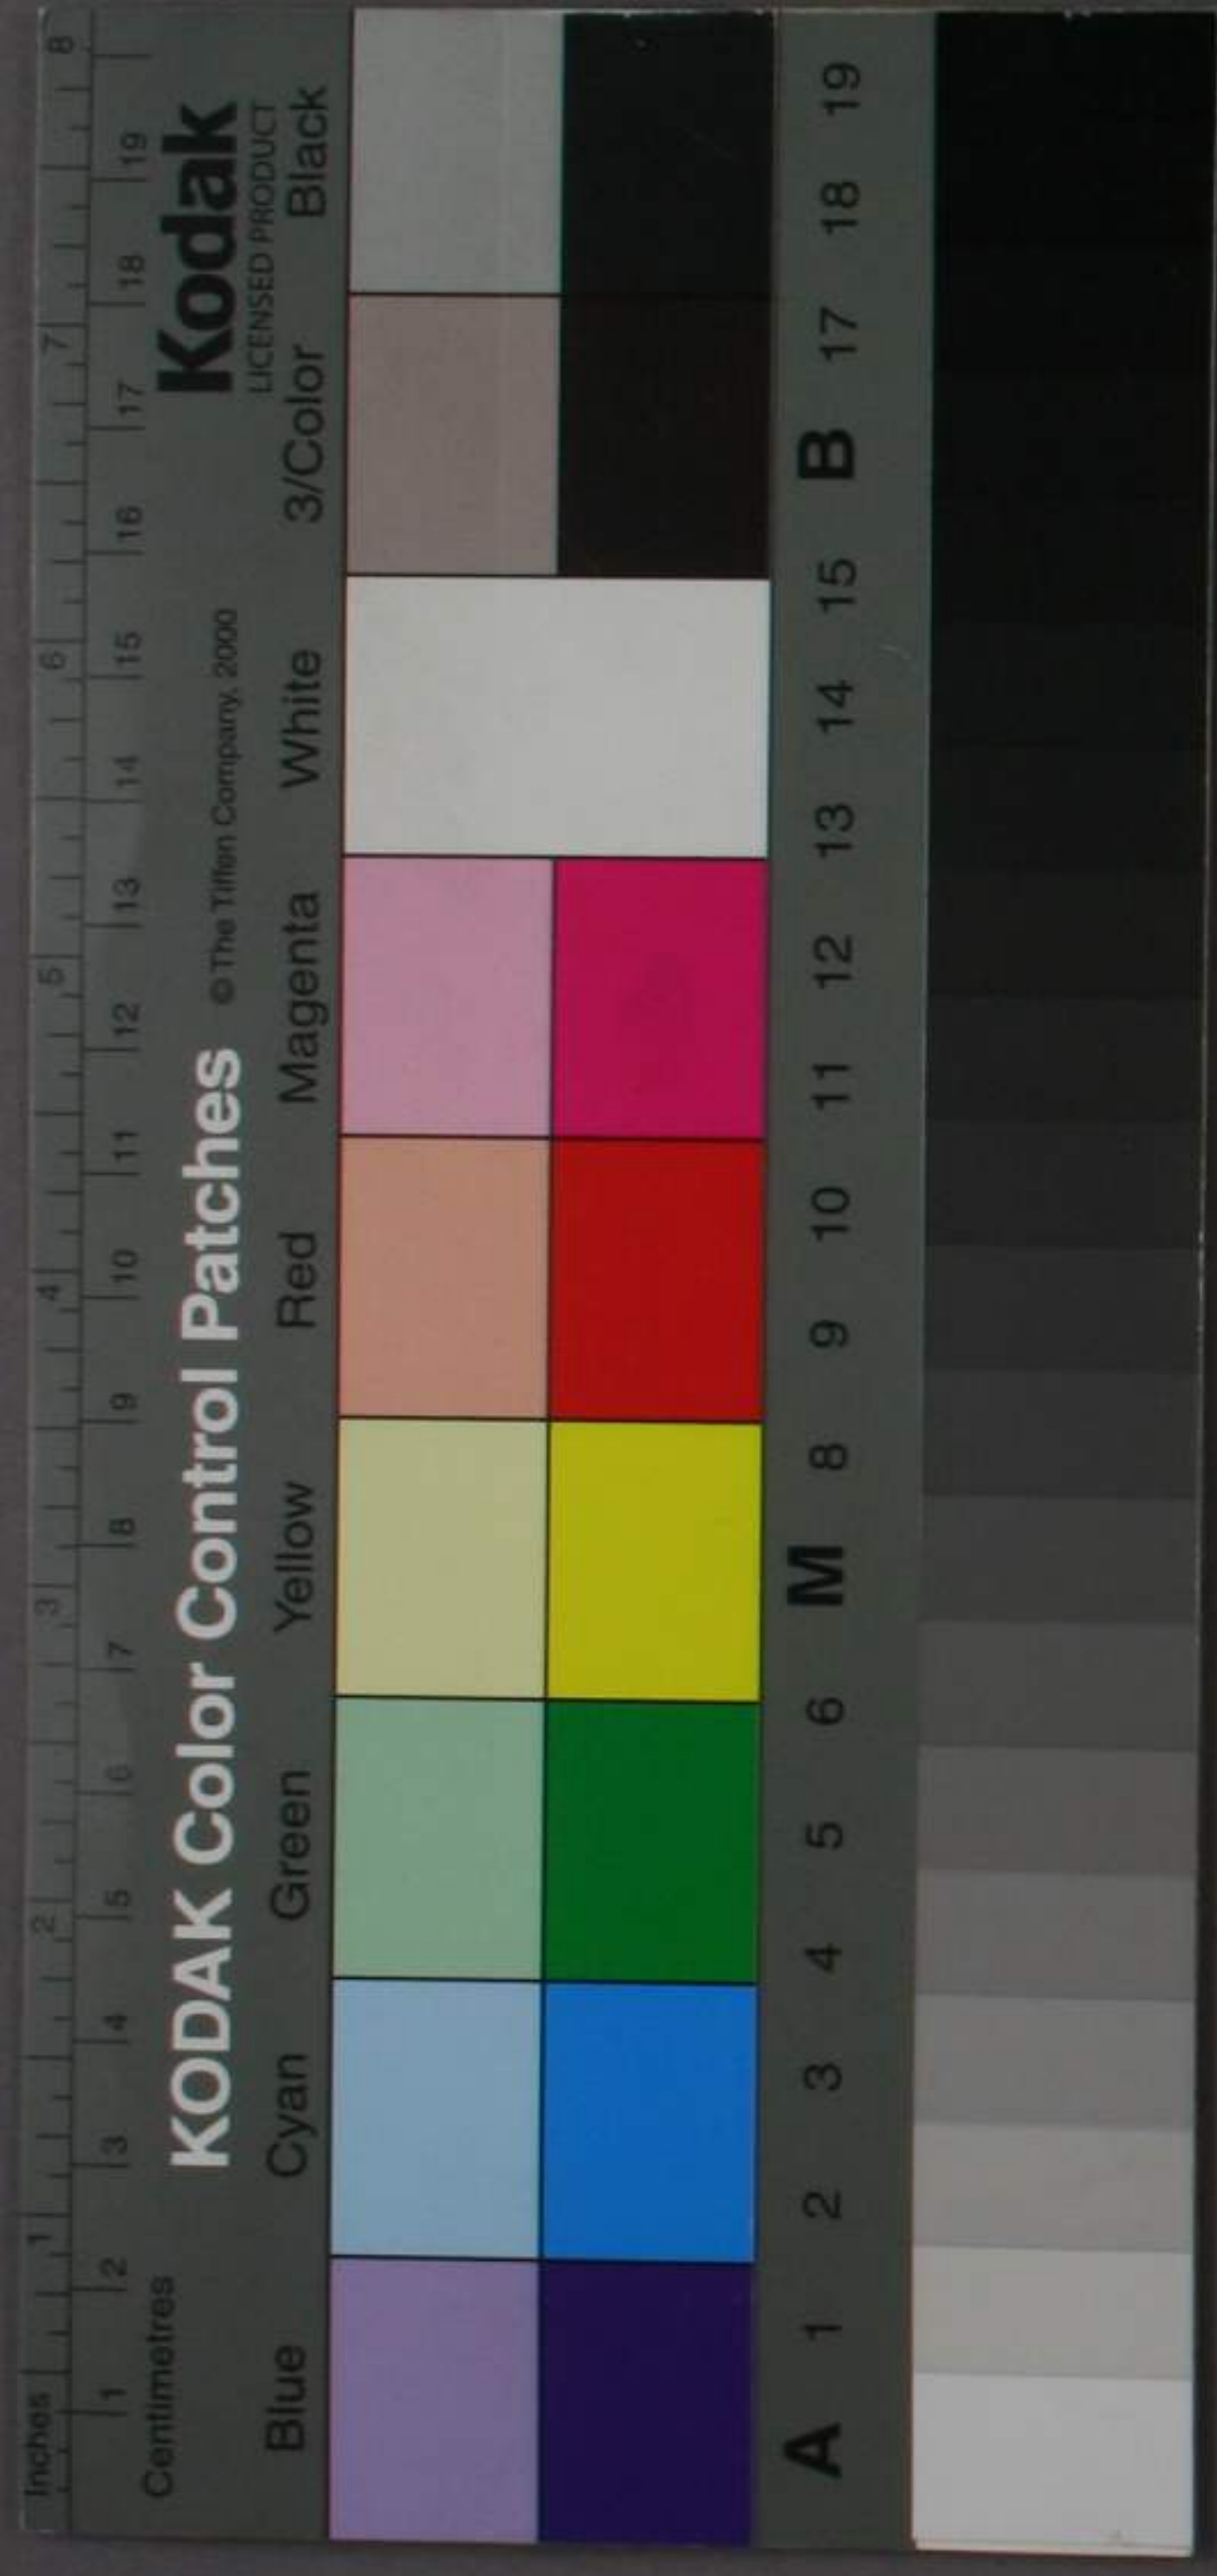 Inches 1 2 3 4 5 6 7 8
1 2 3 4 5 6 7 8 9 10 11 12 13 14 15 16 17 18 19
Centimetres
KODAK Color Control Patches © The Tiffen Company, 2000 Kodak
LICENSED PRODUCT
Blue Cyan Green Yellow Red Magenta White 3/Color Black
A 1 2 3 4 5 6 M 8 9 10 11 12 13 14 15 B 17 18 19